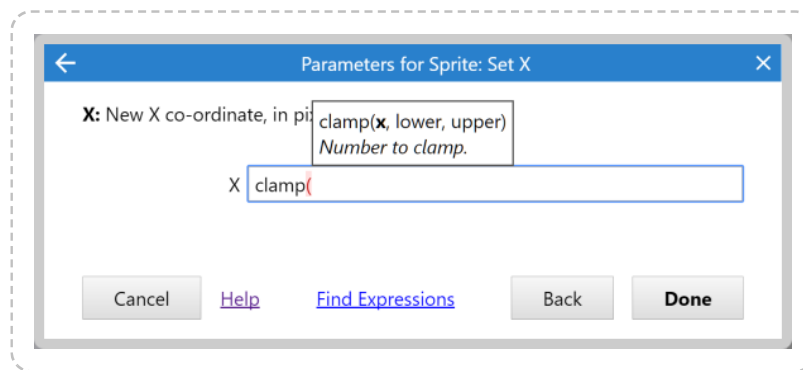 Parameters for Sprite: Set X
X: New X co-ordinate, in pi
clamp(x, lower, upper)
Number to clamp.
X clamp(
Cancel Help Find Expressions Back Done